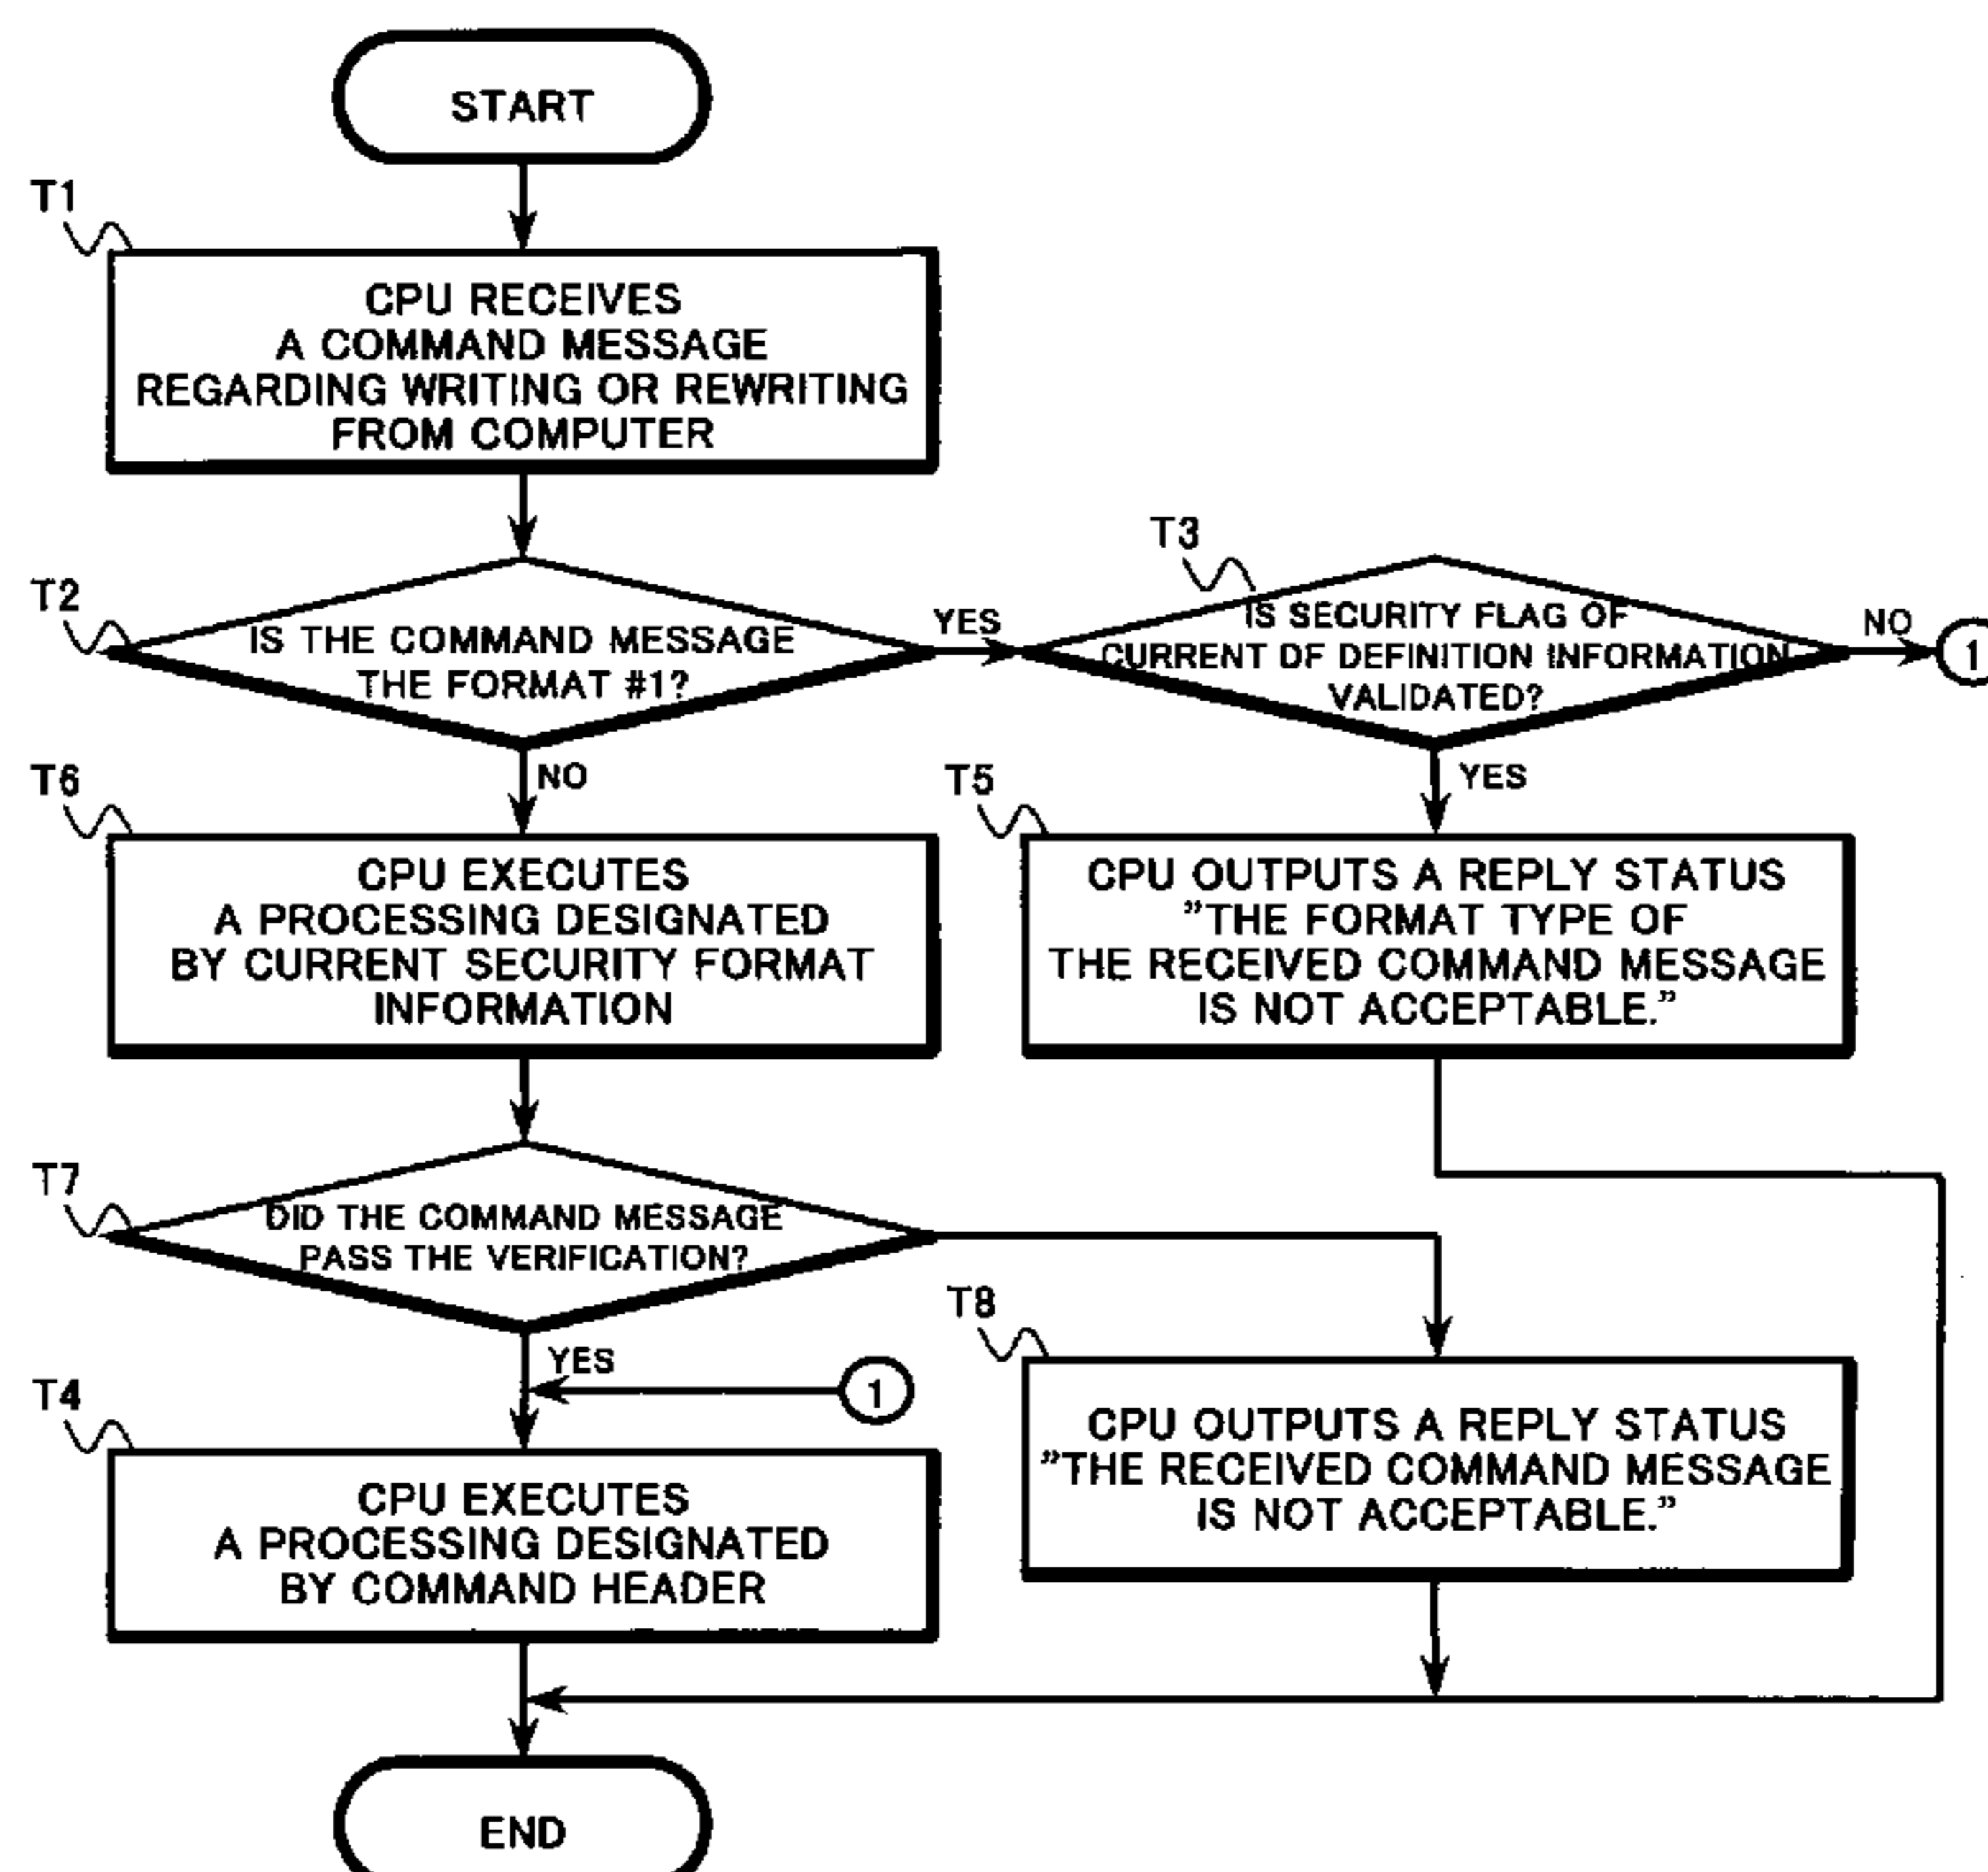 START
T1
CPU RECEIVES
A COMMAND MESSAGE
REGARDING WRITING OR REWRITING
FROM COMPUTER
T2
IS THE COMMAND MESSAGE
THE FORMAT #1?
YES
T3
IS SECURITY FLAG OF
CURRENT DF DEFINITION INFORMATION
VALIDATED?
NO
1
NO
T6
CPU EXECUTES
A PROCESSING DESIGNATED
BY CURRENT SECURITY FORMAT
INFORMATION
YES
T5
CPU OUTPUTS A REPLY STATUS
”THE FORMAT TYPE OF
THE RECEIVED COMMAND MESSAGE
IS NOT ACCEPTABLE.”
T7
DID THE COMMAND MESSAGE
PASS THE VERIFICATION?
YES
1
T8
CPU OUTPUTS A REPLY STATUS
”THE RECEIVED COMMAND MESSAGE
IS NOT ACCEPTABLE.”
T4
CPU EXECUTES
A PROCESSING DESIGNATED
BY COMMAND HEADER
END